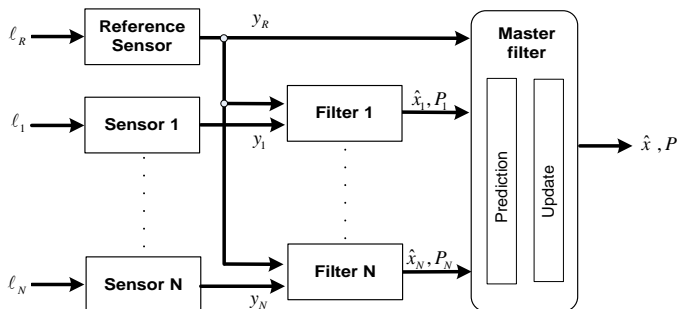 ℓ_R
Reference
Sensor
y_R
Master
filter
ℓ_1
Sensor 1
y_1
Filter 1
x̂_1, P_1
Prediction
Update
x̂ , P
ℓ_N
Sensor N
y_N
Filter N
x̂_N, P_N